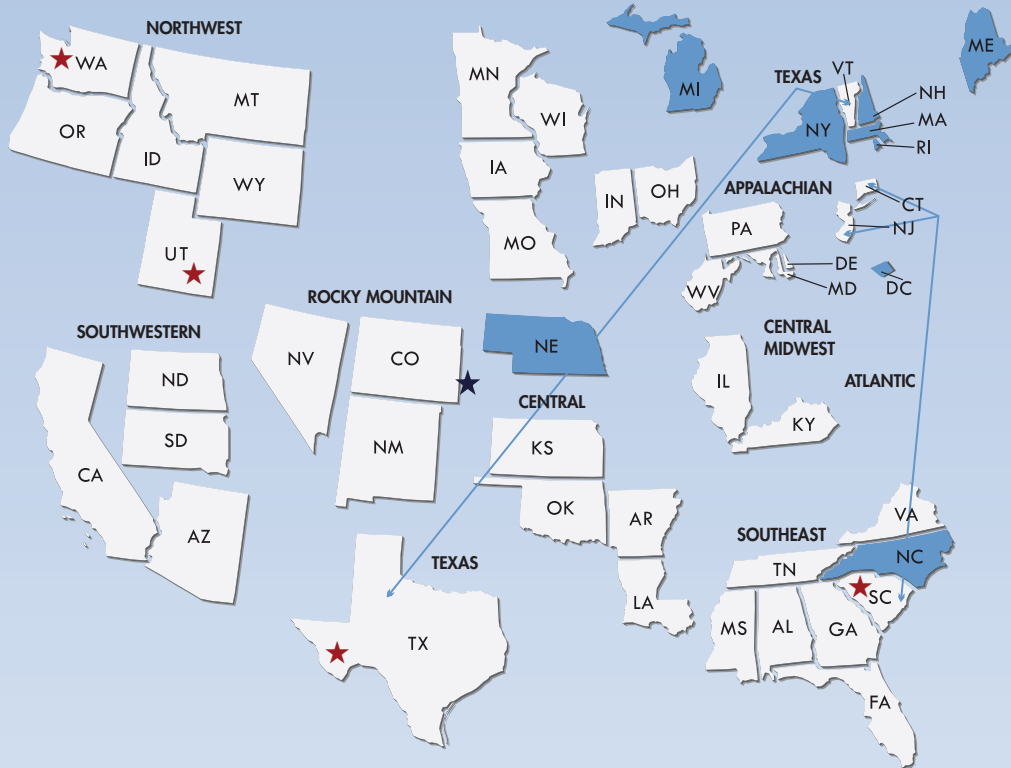 NORTHWEST
WA
MT
OR
ID
WY
UT
MN
WI
IA
MO
IN
OH
MI
ME
TEXAS
VT
NH
MA
RI
NY
APPALACHIAN
CT
NJ
PA
DE
MD
DC
WV
ROCKY MOUNTAIN
NV
CO
NM
NE
SOUTHWESTERN
ND
SD
CA
AZ
CENTRAL
KS
OK
AR
LA
CENTRAL
MIDWEST
IL
KY
ATLANTIC
TEXAS
TX
SOUTHEAST
VA
NC
TN
SC
MS
AL
GA
FA